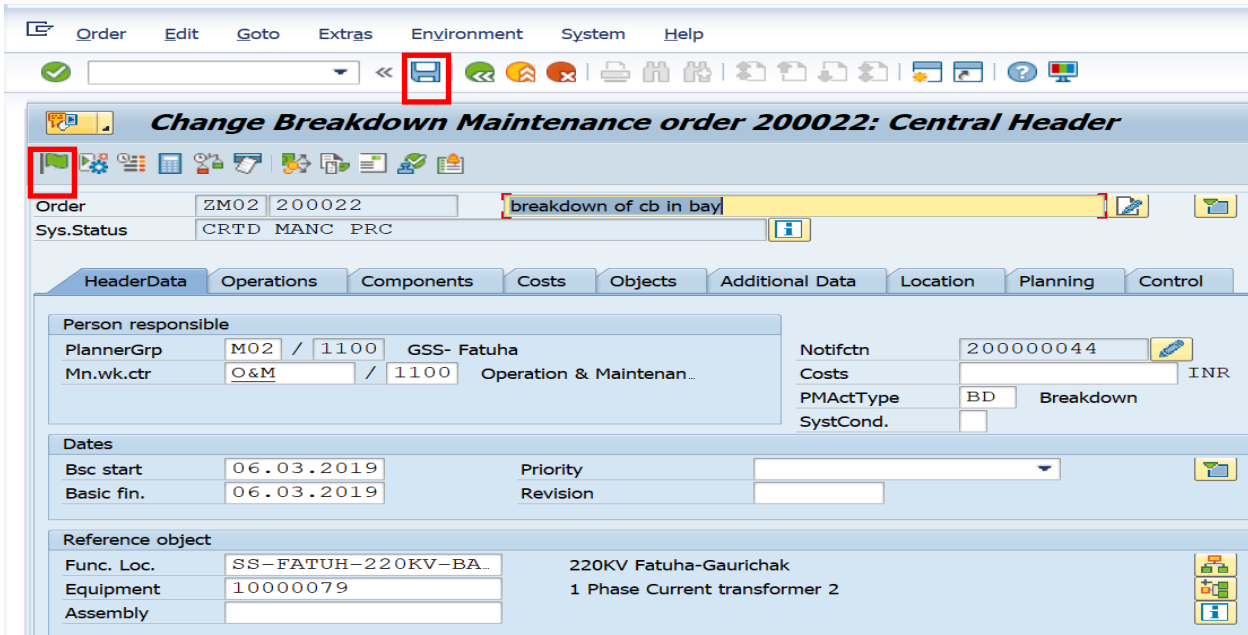 Order Edit Goto Extras Environment System Help
Change Breakdown Maintenance order 200022: Central Header
Order ZM02 200022 breakdown of cb in bay
Sys.Status CRTD MANC PRC
HeaderData Operations Components Costs Objects Additional Data Location Planning Control
Person responsible
PlannerGrp M02 / 1100 GSS- Fatuha Notifctn 200000044
Mn.wk.ctr O&M / 1100 Operation & Maintenan… Costs INR
PMActType BD Breakdown
SystCond.
Dates
Bsc start 06.03.2019 Priority
Basic fin. 06.03.2019 Revision
Reference object
Func. Loc. SS-FATUH-220KV-BA… 220KV Fatuha-Gaurichak
Equipment 10000079 1 Phase Current transformer 2
Assembly